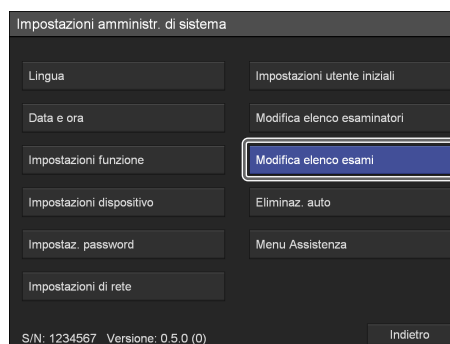 Impostazioni amministr. di sistema
Lingua
Impostazioni utente iniziali
Data e ora
Modifica elenco esaminatori
Impostazioni funzione
Modifica elenco esami
Impostazioni dispositivo
Eliminaz. auto
Impostaz. password
Menu Assistenza
Impostazioni di rete
S/N: 1234567 Versione: 0.5.0 (0)
Indietro